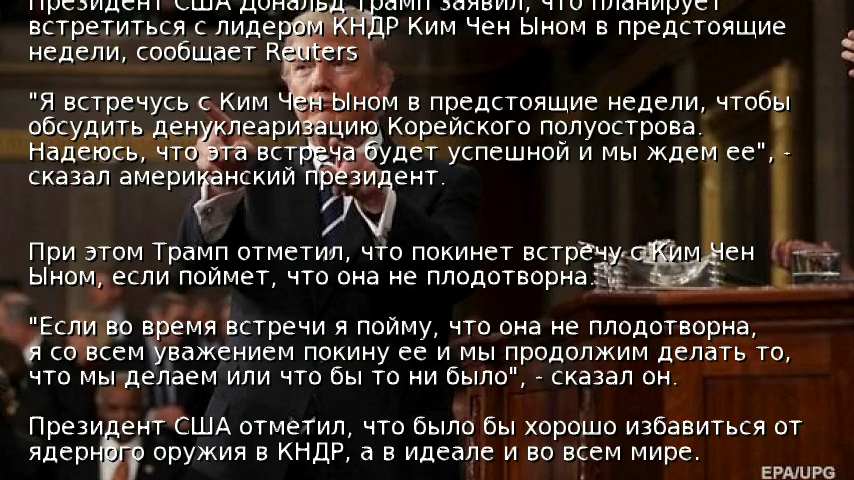 Президент США Дональд Трамп заявил, что планирует
встретиться с лидером КНДР Ким Чен Ыном в предстоящие
недели, сообщает Reuters
"Я встречусь с Ким Чен Ыном в предстоящие недели, чтобы
обсудить денуклеаризацию Корейского полуострова.
Надеюсь, что эта встреча будет успешной и мы ждем ее", -
сказал американский президент.
При этом Трамп отметил, что покинет встречу с Ким Чен
Ыном, если поймет, что она не плодотворна.
"Если во время встречи я пойму, что она не плодотворна,
я со всем уважением покину ее и мы продолжим делать то,
что мы делаем или что бы то ни было", - сказал он.
Президент США отметил, что было бы хорошо избавиться от
ядерного оружия в КНДР, а в идеале и во всем мире.
EPA/UPG